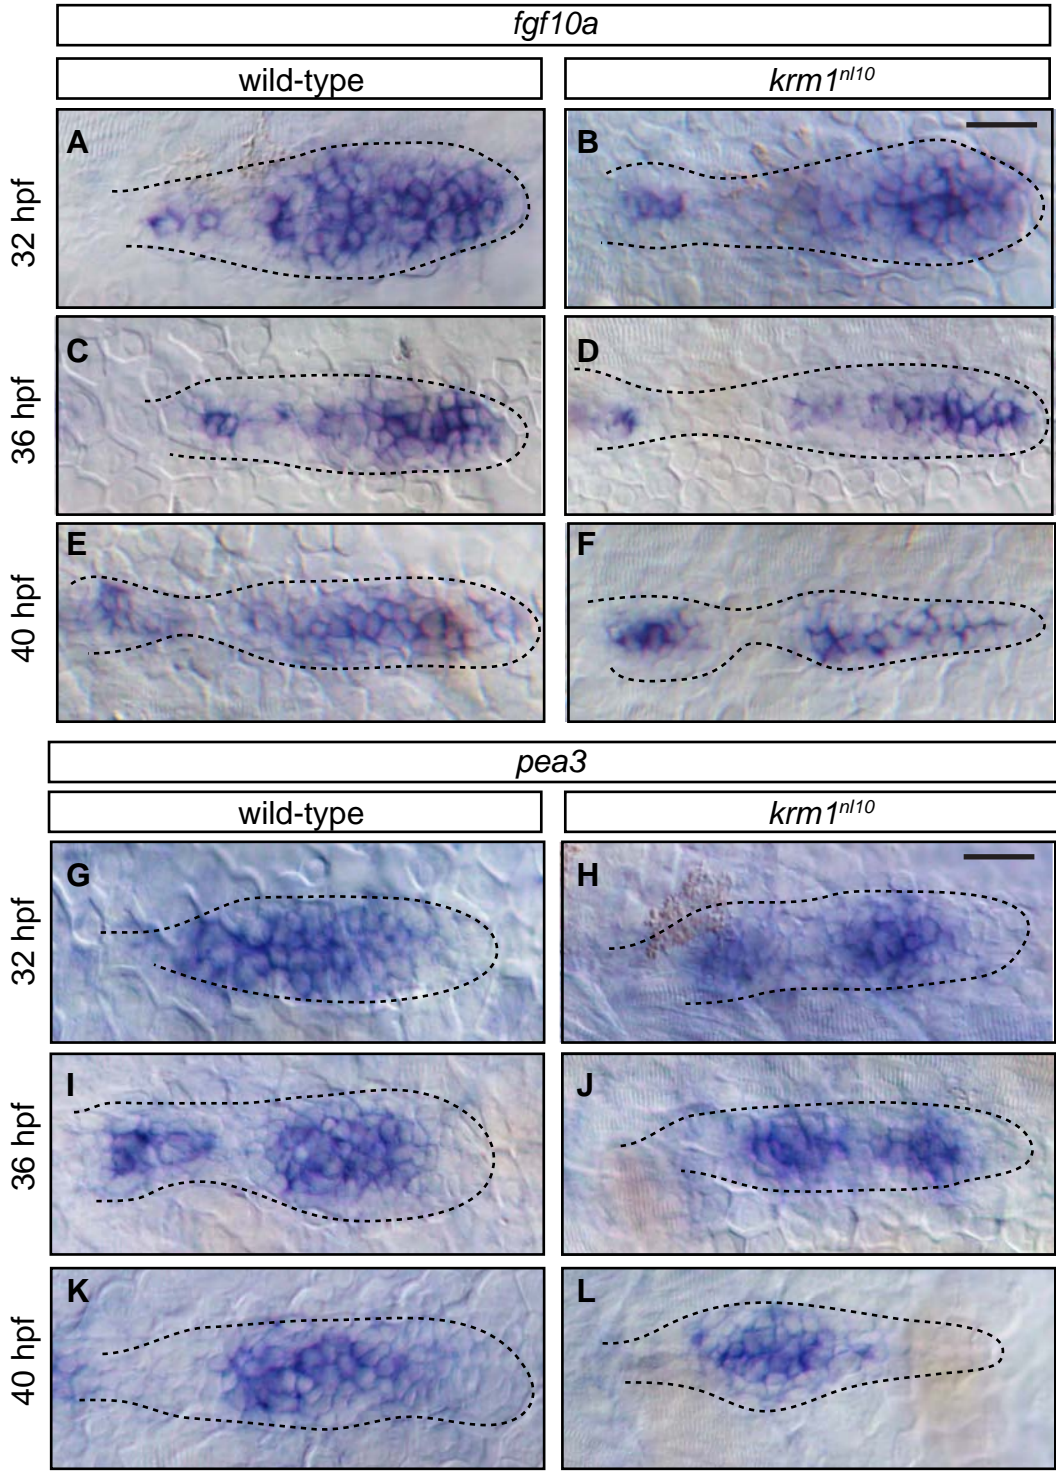 fgf10a
wild-type krm1nl10
32 hpf A B
36 hpf C D
40 hpf E F
pea3
wild-type krm1nl10
32 hpf G H
36 hpf I J
40 hpf K L